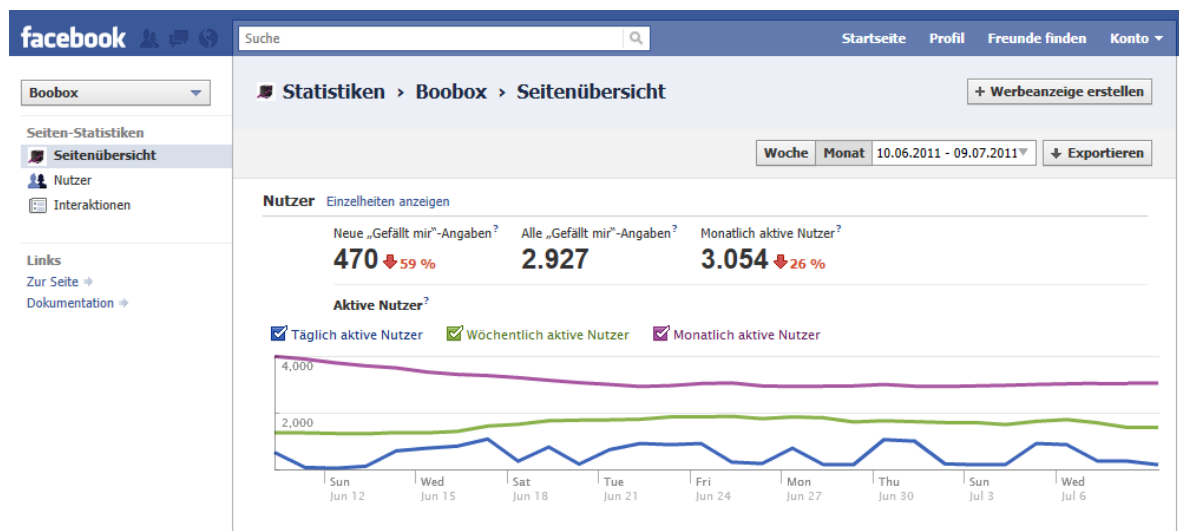 facebook
Suche
Startseite Profil Freunde finden Konto
Boobox
Statistiken › Boobox › Seitenübersicht
+ Werbeanzeige erstellen
Seiten-Statistiken
Seitenübersicht
Nutzer
Interaktionen
Links
Zur Seite
Dokumentation
Woche Monat 10.06.2011 - 09.07.2011 Exportieren
Nutzer Einzelheiten anzeigen
Neue „Gefällt mir“-Angaben? Alle „Gefällt mir“-Angaben? Monatlich aktive Nutzer?
470 59 % 2.927 3.054 26 %
Aktive Nutzer?
Täglich aktive Nutzer Wöchentlich aktive Nutzer Monatlich aktive Nutzer
4,000
2,000
Sun Wed Sat Tue Fri Mon Thu Sun Wed
Jun 12 Jun 15 Jun 18 Jun 21 Jun 24 Jun 27 Jun 30 Jul 3 Jul 6